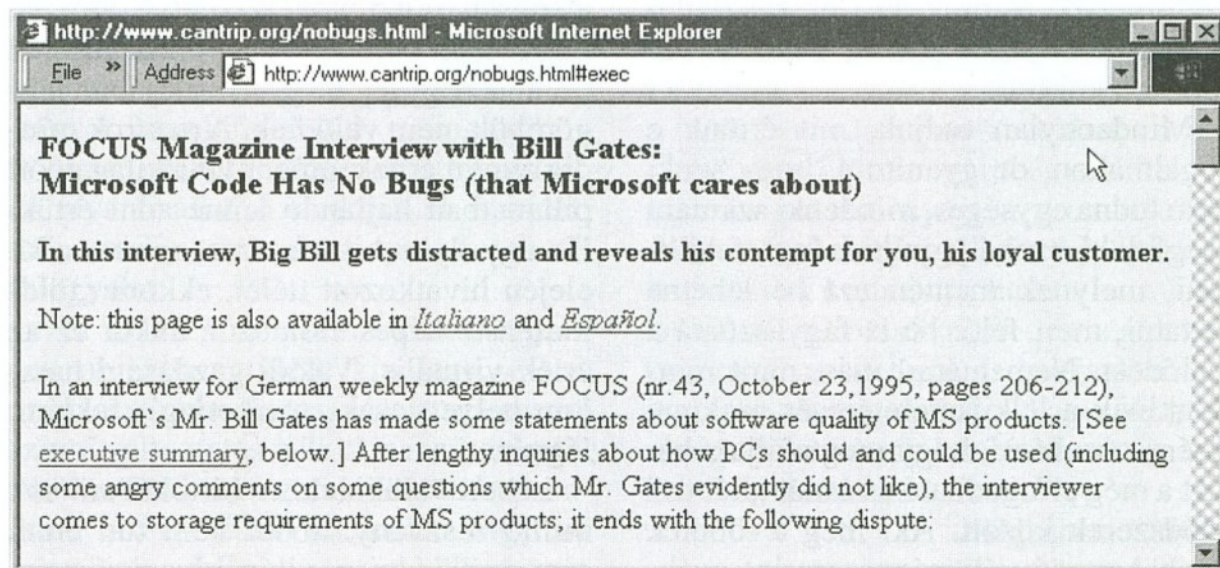 http://www.cantrip.org/nobugs.html - Microsoft Internet Explorer
File » Address http://www.cantrip.org/nobugs.html#exec
FOCUS Magazine Interview with Bill Gates:
Microsoft Code Has No Bugs (that Microsoft cares about)
In this interview, Big Bill gets distracted and reveals his contempt for you, his loyal customer.
Note: this page is also available in Italiano and Español.
In an interview for German weekly magazine FOCUS (nr.43, October 23,1995, pages 206-212),
Microsoft`s Mr. Bill Gates has made some statements about software quality of MS products. [See
executive summary, below.] After lengthy inquiries about how PCs should and could be used (including
some angry comments on some questions which Mr. Gates evidently did not like), the interviewer
comes to storage requirements of MS products; it ends with the following dispute: